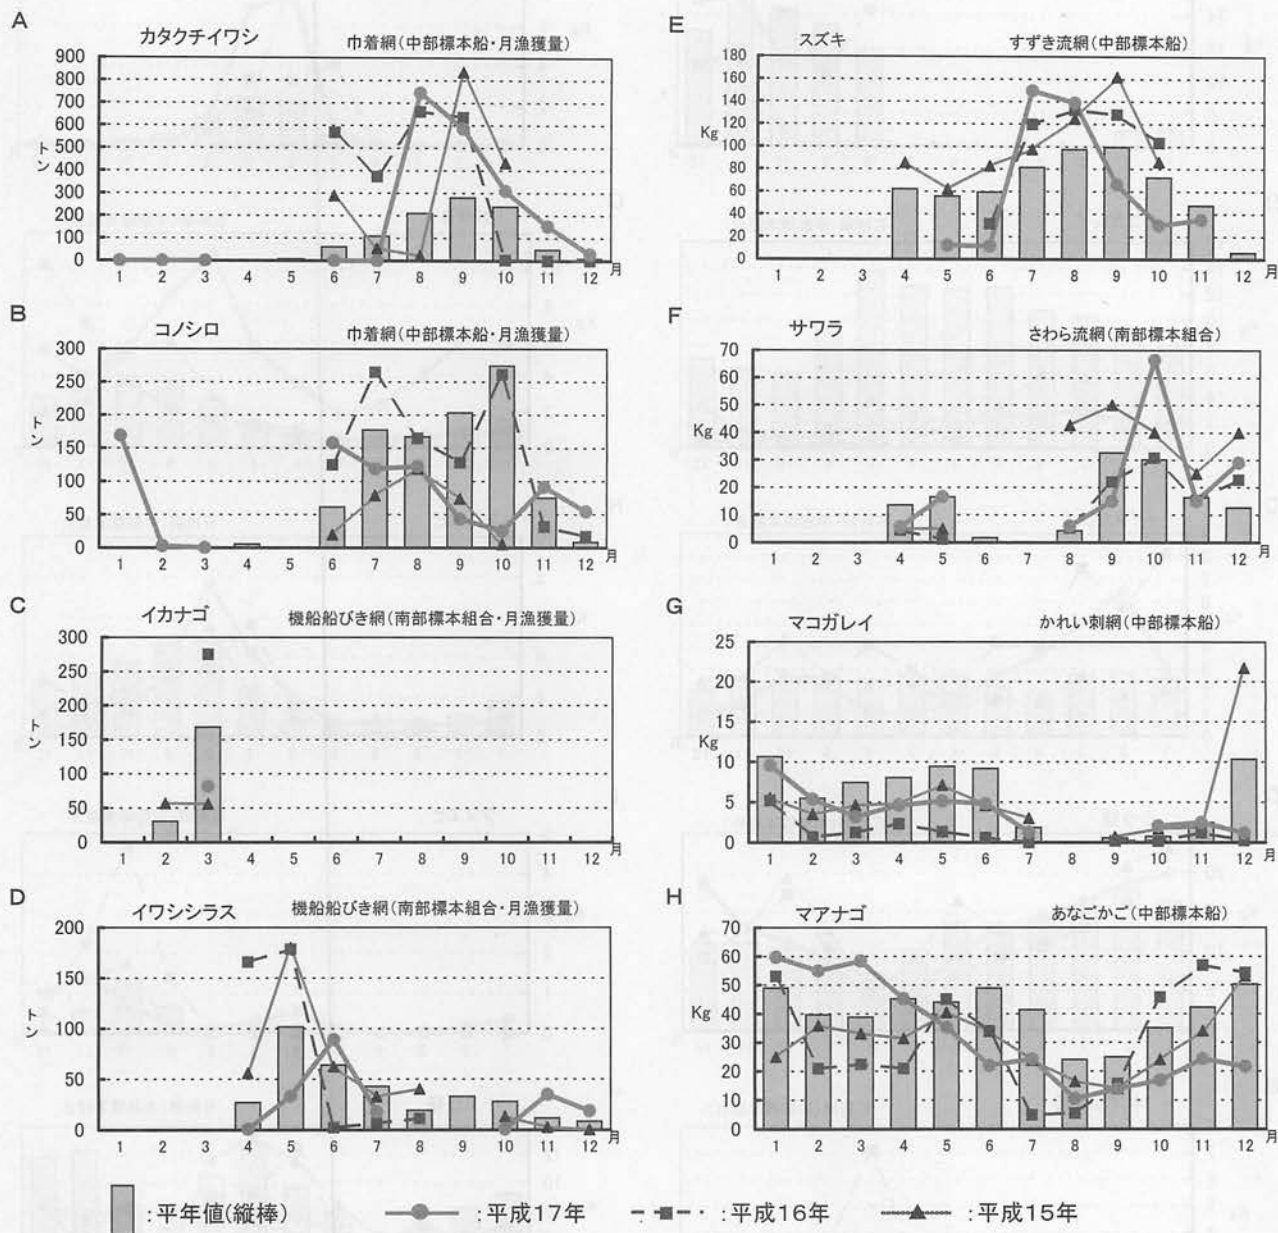 A
カタクチイワシ
巾着網(中部標本船・月漁獲量)
900
800
700
600
500
400
300
200
100
0
トン
1 2 3 4 5 6 7 8 9 10 11 12 月
B
コノシロ
巾着網(中部標本船・月漁獲量)
300
250
200
150
100
50
0
トン
1 2 3 4 5 6 7 8 9 10 11 12 月
C
イカナゴ
機船船びき網(南部標本組合・月漁獲量)
300
250
200
150
100
50
0
トン
1 2 3 4 5 6 7 8 9 10 11 12 月
D
イワシシラス
機船船びき網(南部標本組合・月漁獲量)
200
150
100
50
0
トン
1 2 3 4 5 6 7 8 9 10 11 12 月
E
スズキ
すずき流網(中部標本船)
180
160
140
120
100
80
60
40
20
0
Kg
1 2 3 4 5 6 7 8 9 10 11 12 月
F
サワラ
さわら流網(南部標本組合)
70
60
50
40
30
20
10
0
Kg
1 2 3 4 5 6 7 8 9 10 11 12 月
G
マコガレイ
かれい刺網(中部標本船)
25
20
15
10
5
0
Kg
1 2 3 4 5 6 7 8 9 10 11 12 月
H
マアナゴ
あなごかご(中部標本船)
70
60
50
40
30
20
10
0
Kg
1 2 3 4 5 6 7 8 9 10 11 12 月
:平年値(縦棒) :平成17年 :平成16年 :平成15年